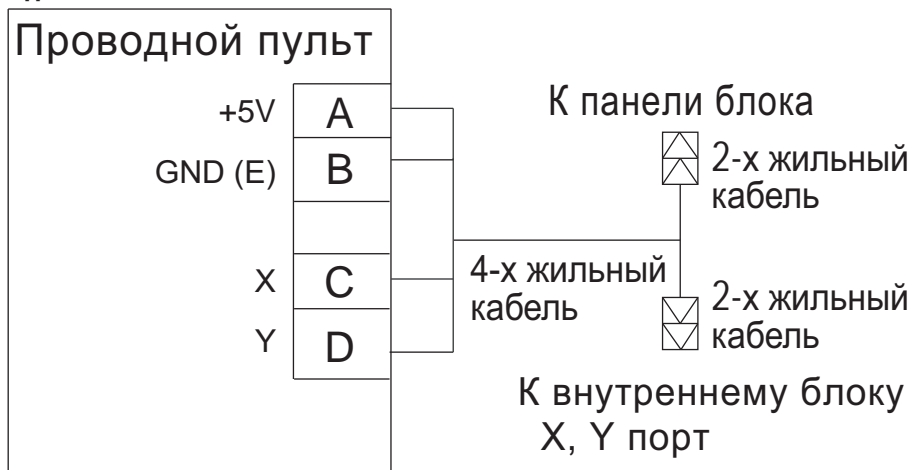 Проводной пульт
+5V A
GND (E) B
X C
Y D
К панели блока
2-х жильный
кабель
4-х жильный
кабель
2-х жильный
кабель
К внутреннему блоку
X, Y порт